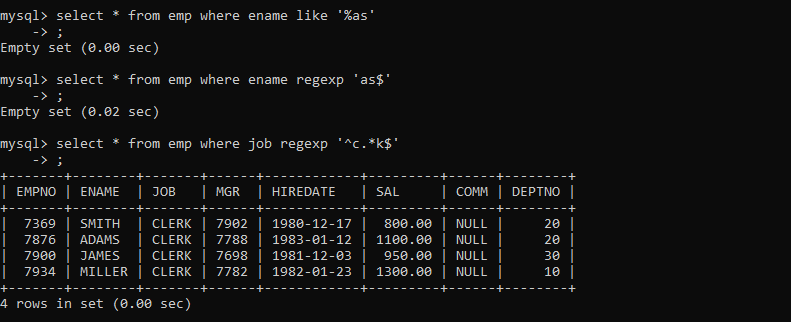 mysql> select * from emp where ename like '%as'
    -> ;
Empty set (0.00 sec)
mysql> select * from emp where ename regexp 'as$'
    -> ;
Empty set (0.02 sec)
mysql> select * from emp where job regexp '^c.*k$'
    -> ;
+-------+--------+-------+------+------------+---------+------+--------+
| EMPNO | ENAME  | JOB   | MGR  | HIREDATE   | SAL     | COMM | DEPTNO |
+-------+--------+-------+------+------------+---------+------+--------+
|  7369 | SMITH  | CLERK | 7902 | 1980-12-17 |  800.00 | NULL |     20 |
|  7876 | ADAMS  | CLERK | 7788 | 1983-01-12 | 1100.00 | NULL |     20 |
|  7900 | JAMES  | CLERK | 7698 | 1981-12-03 |  950.00 | NULL |     30 |
|  7934 | MILLER | CLERK | 7782 | 1982-01-23 | 1300.00 | NULL |     10 |
+-------+--------+-------+------+------------+---------+------+--------+
4 rows in set (0.00 sec)